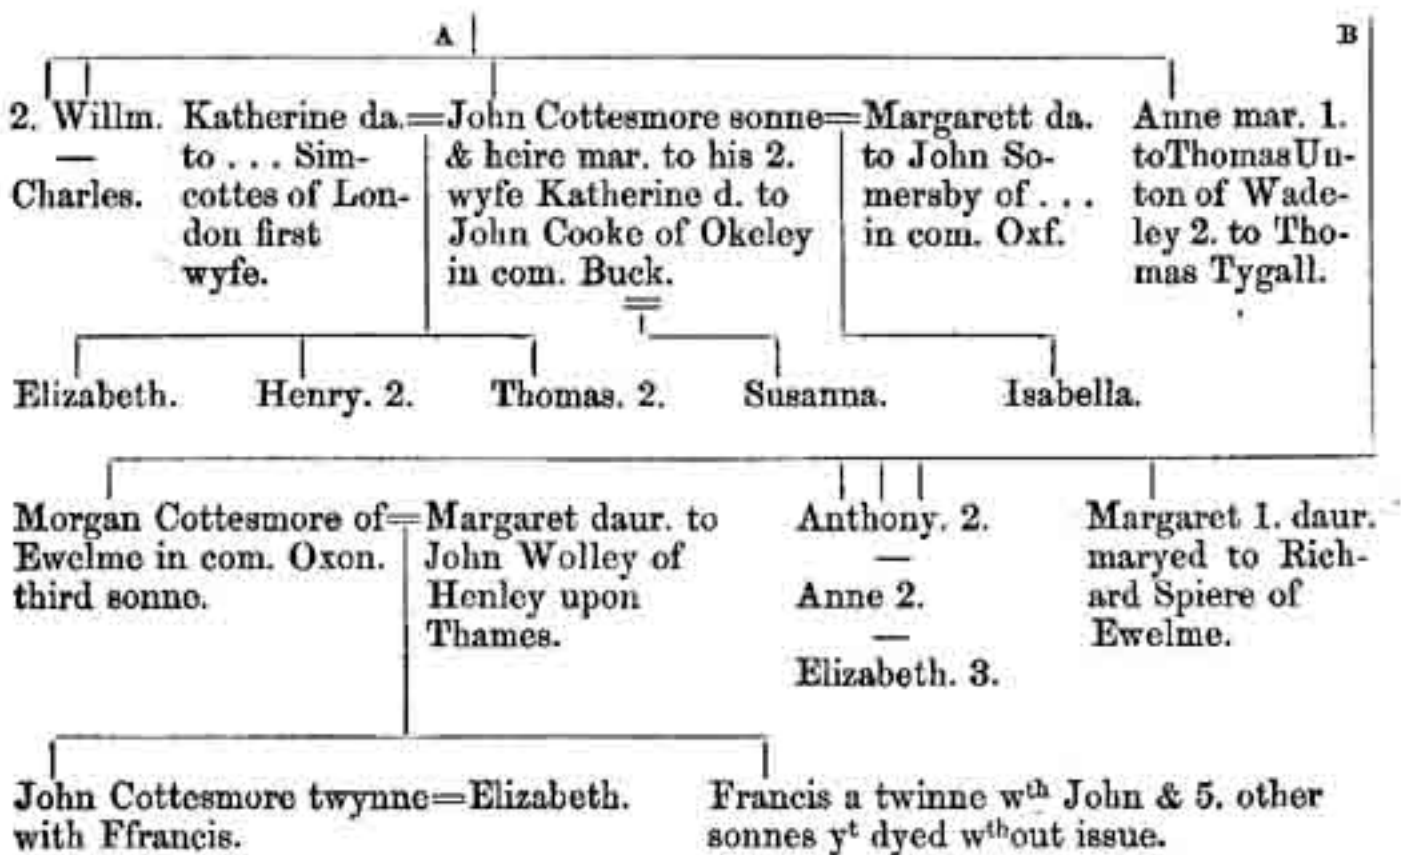 A B
2. Willm.
—
Charles.
Katherine da.
to . . . Sim-
cottes of Lon-
don first
wyfe.
=
John Cottesmore sonne
& heire mar. to his 2.
wyfe Katherine d. to
John Cooke of Okeley
in com. Buck.
=
=
Margarett da.
to John So-
mersby of . . .
in com. Oxf.
Anne mar. 1.
toThomasUn-
ton of Wade-
ley 2. to Tho-
mas Tygall.
Elizabeth. Henry. 2. Thomas. 2. Susanna. Isabella.
Morgan Cottesmore of
Ewelme in com. Oxon.
third sonne.
=
Margaret daur. to
John Wolley of
Henley upon
Thames.
Anthony. 2.
—
Anne 2.
—
Elizabeth. 3.
Margaret 1. daur.
maryed to Rich-
ard Spiere of
Ewelme.
John Cottesmore twynne=Elizabeth.
with Ffrancis.
Francis a twinne wᵗʰ John & 5. other
sonnes yᵗ dyed wᵗʰout issue.